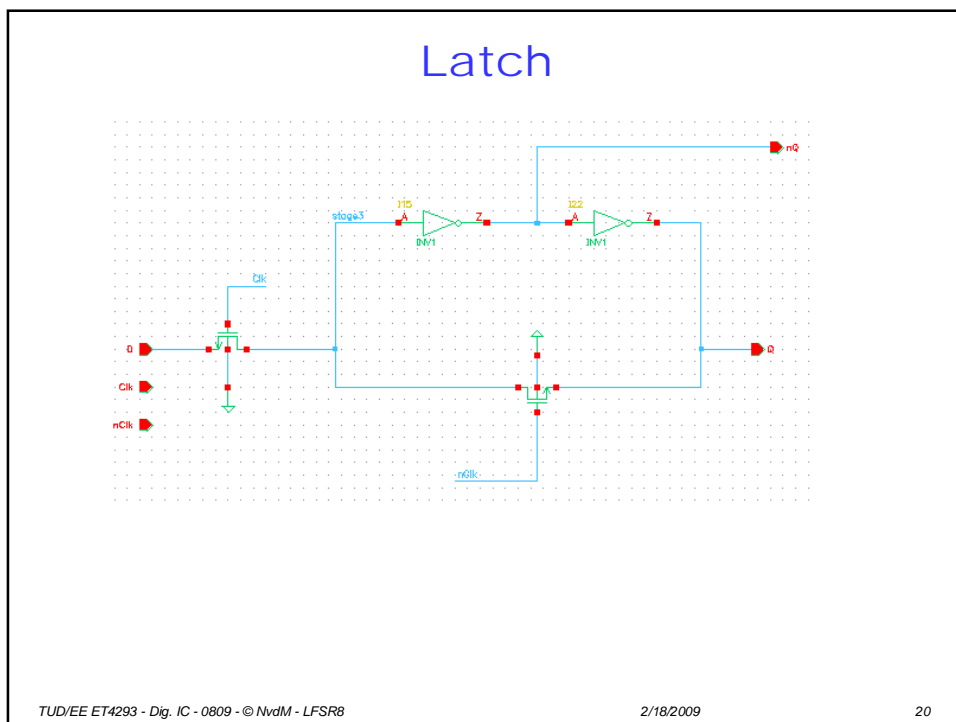 Latch
nQ
I15
I22
stage3
A
Z
A
Z
INV1
INV1
Clk
D
Q
Clk
nClk
nClk
TUD/EE ET4293 - Dig. IC - 0809 - © NvdM - LFSR8 2/18/2009 20